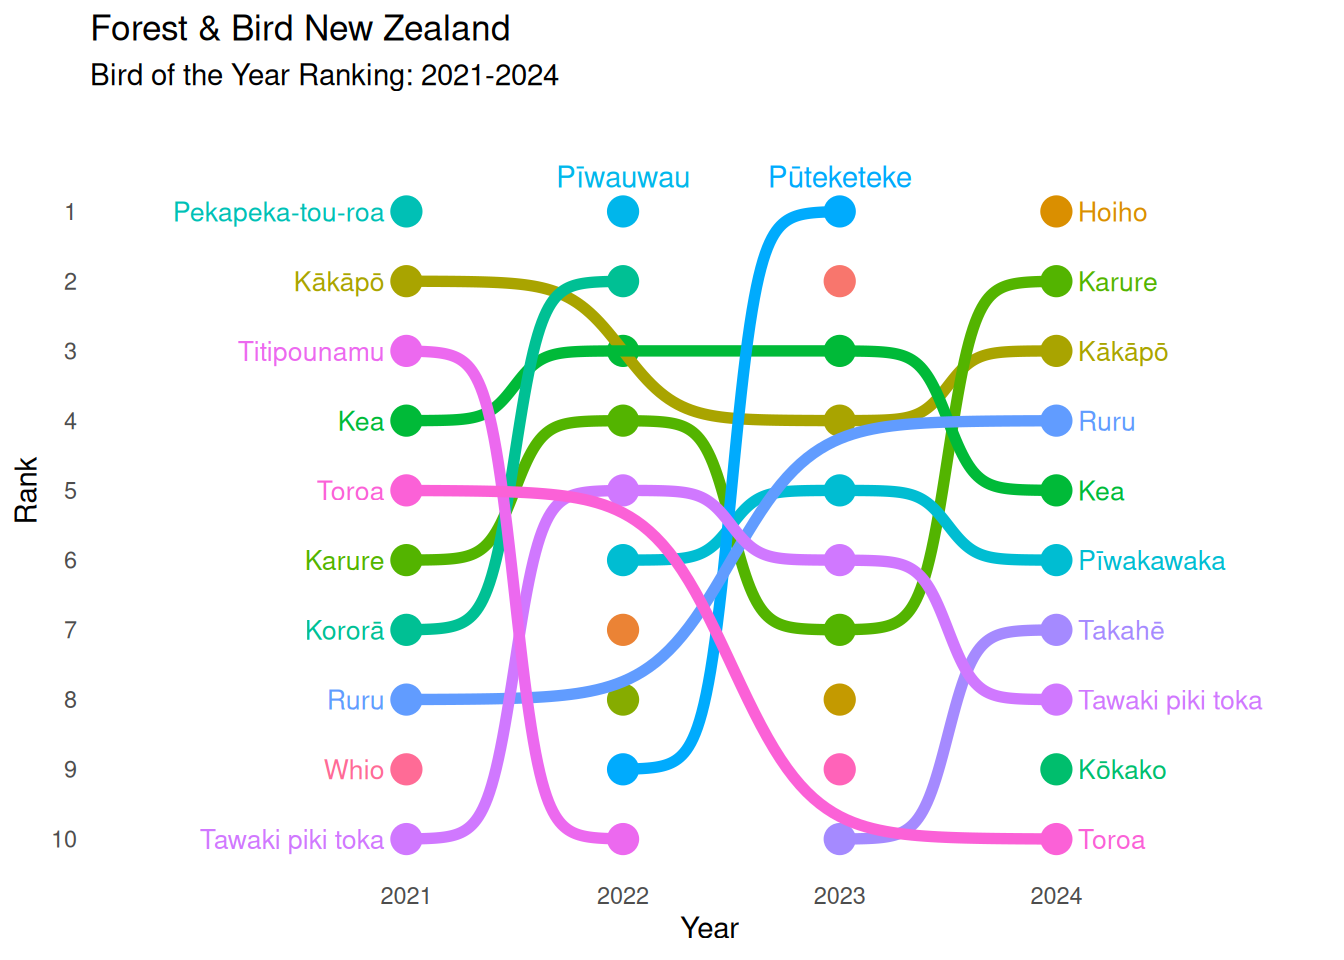 Forest & Bird New Zealand
Bird of the Year Ranking: 2021-2024
Pīwauwau
Pūteketeke
1
Pekapeka-tou-roa
Hoiho
2
Kākāpō
Karure
3
Titipounamu
Kākāpō
4
Kea
Ruru
5
Toroa
Kea
6
Karure
Pīwakawaka
7
Kororā
Takahē
8
Ruru
Tawaki piki toka
9
Whio
Kōkako
10
Tawaki piki toka
Toroa
Rank
2021
2022
2023
2024
Year